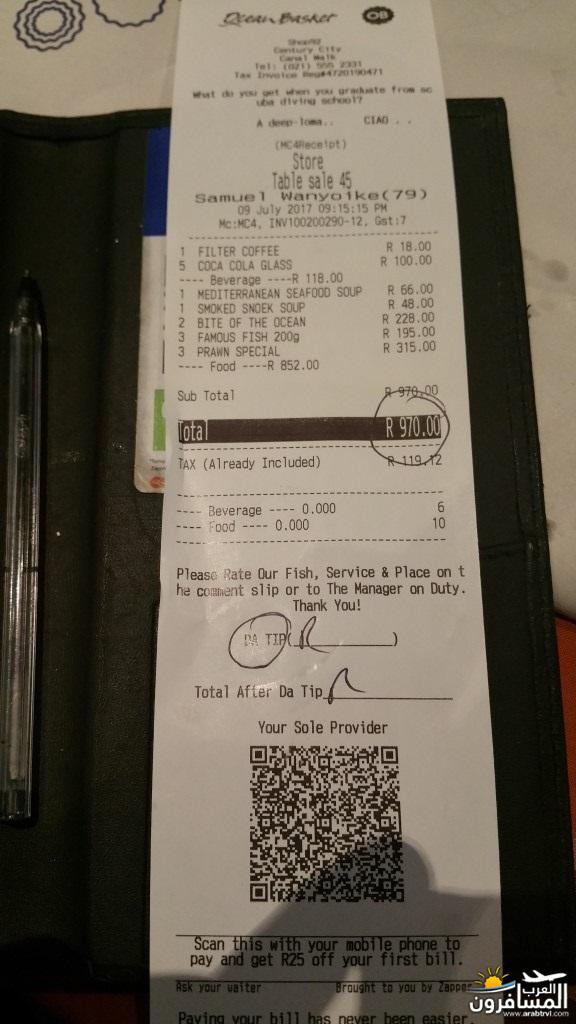 Ocean Basket OB
Shop92
Century City
Canal Walk
Tel: (021) 555 2331
Tax Invoice Reg#4720190471
What do you get when you graduate from sc
uba diving school?
A deep-loma.. CIAO . .
(MC4Receipt)
Store
Table sale 45
Samuel Wanyoike(79)
09 July 2017 09:15:15 PM
Mc:MC4, INV100200290-12, Gst:7
1 FILTER COFFEE R 18.00
5 COCA COLA GLASS R 100.00
---- Beverage ----R 118.00
1 MEDITERRANEAN SEAFOOD SOUP R 66.00
1 SMOKED SNOEK SOUP R 48.00
2 BITE OF THE OCEAN R 228.00
3 FAMOUS FISH 200g R 195.00
3 PRAWN SPECIAL R 315.00
---- Food ----R 852.00
Sub Total R 970.00
Total R 970.00
TAX (Already Included) R 119.12
---- Beverage ---- 0.000 6
---- Food ---- 0.000 10
Please Rate Our Fish, Service & Place on t
he comment slip or to The Manager on Duty.
Thank You!
DA TIP(R________)
Total After Da Tip R________
Your Sole Provider
Scan this with your mobile phone to
pay and get R25 off your first bill.
Ask your waiter Brought to you by Zapper
Paying your bill has never been easier.
العرب
المسافرون
www.arabtrvl.com